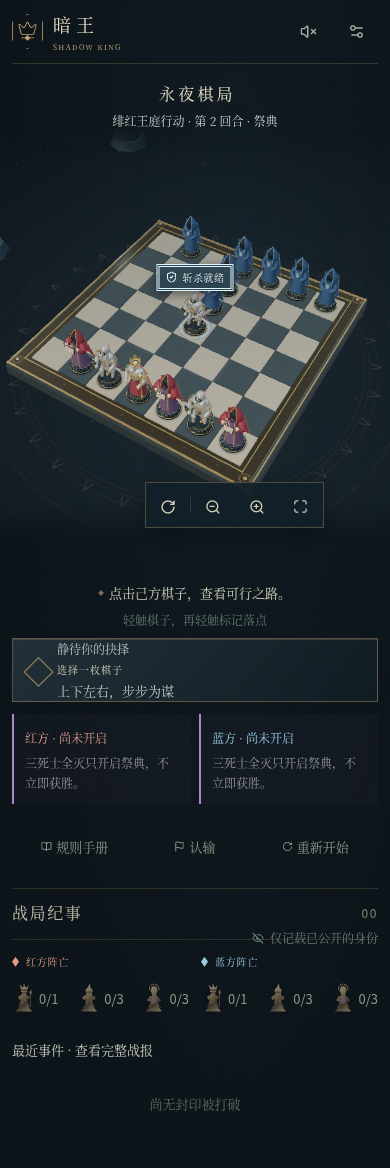 暗王
SHADOW KING
永夜棋局
绯红王庭行动 · 第 2 回合 · 祭典
斩杀就绪
点击己方棋子，查看可行之路。
轻触棋子，再轻触标记落点
静待你的抉择
选择一枚棋子
上下左右，步步为谋
红方 · 尚未开启
三死士全灭只开启祭典，不
立即获胜。
蓝方 · 尚未开启
三死士全灭只开启祭典，不
立即获胜。
规则手册
认输
重新开始
战局纪事
00
仅记载已公开的身份
红方阵亡
蓝方阵亡
0/1
0/3
0/3
0/1
0/3
0/3
最近事件 · 查看完整战报
尚无封印被打破